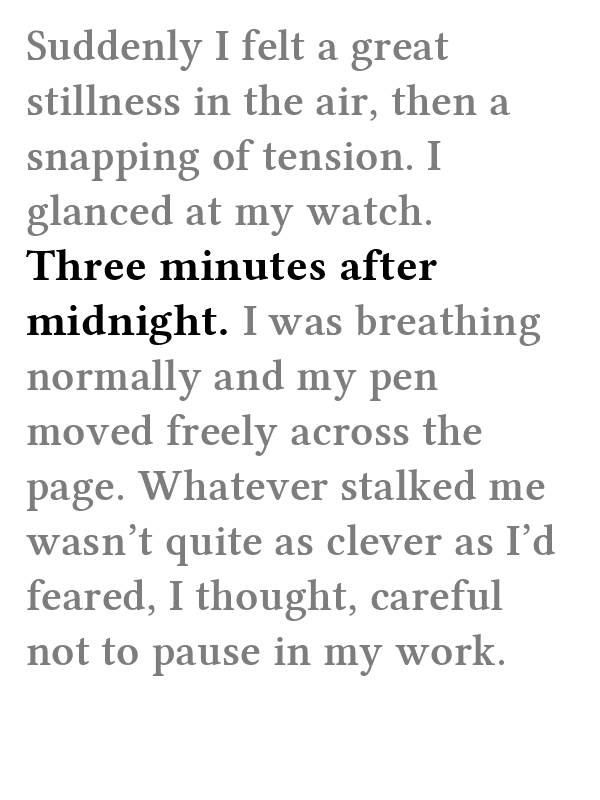 Suddenly I felt a great
stillness in the air, then a
snapping of tension. I
glanced at my watch.
Three minutes after
midnight. I was breathing
normally and my pen
moved freely across the
page. Whatever stalked me
wasn’t quite as clever as I’d
feared, I thought, careful
not to pause in my work.